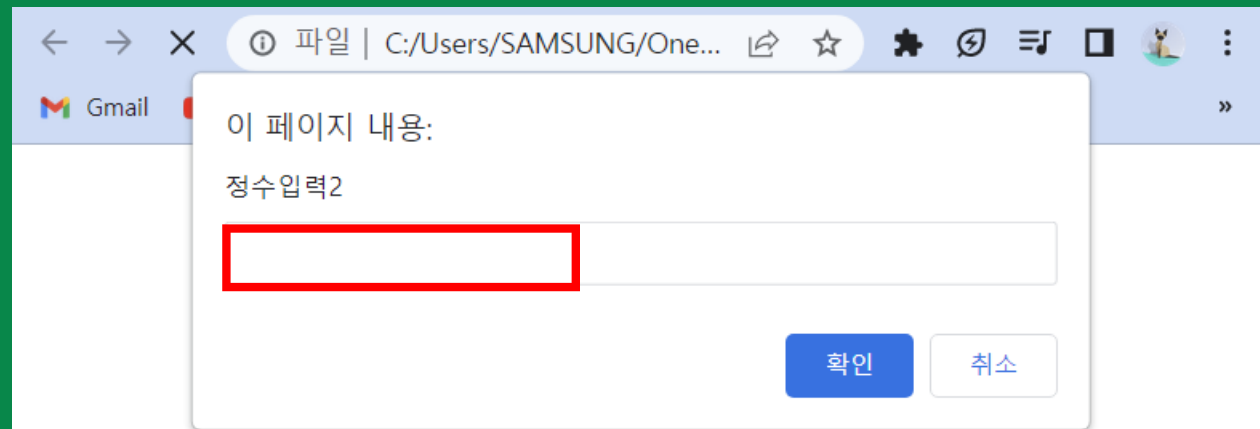 파일 | C:/Users/SAMSUNG/One...
Gmail
»
이 페이지 내용:
정수입력2
확인
취소